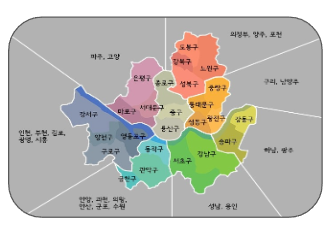 의정부, 양주, 포천
파주, 고양
도봉구
강북구
노원구
은평구
종로구
성북구
중랑구
구리, 남양주
강서구
마포구
서대문구
중구
동대문구
성동구
광진구
강동구
용산구
인천, 부천, 김포,
광명, 시흥
양천구
영등포구
구로구
동작구
서초구
강남구
송파구
하남, 광주
관악구
금천구
안양, 과천, 의왕,
안산, 군포, 수원
성남, 용인